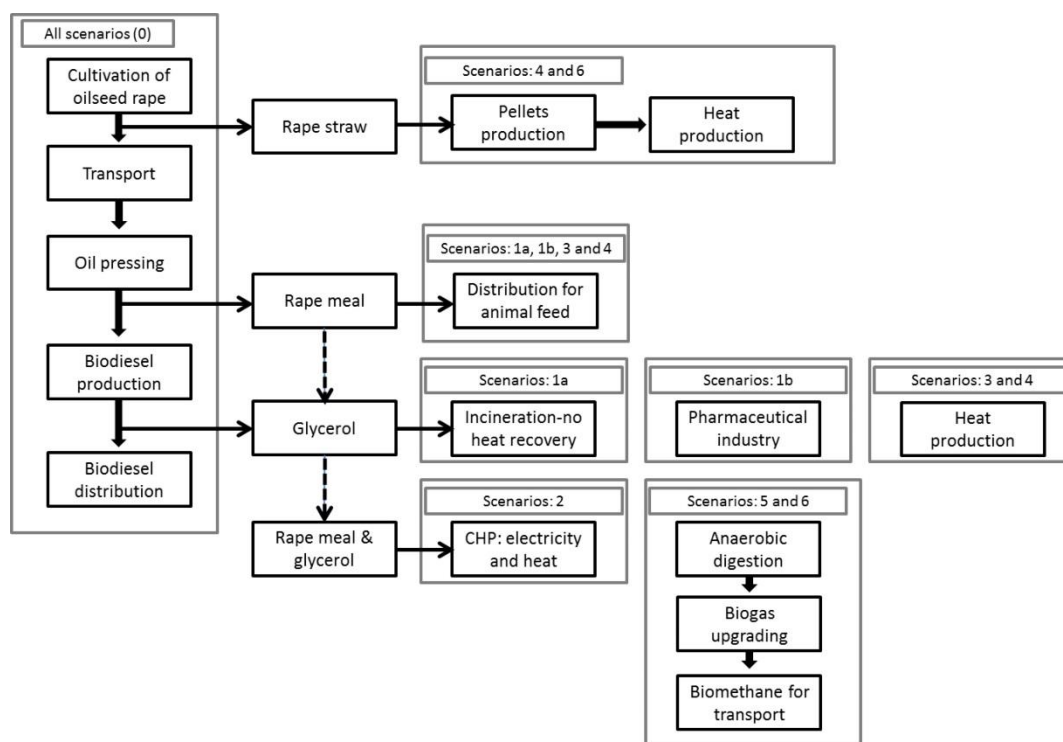 All scenarios (0)
Cultivation of
oilseed rape
Transport
Oil pressing
Biodiesel
production
Biodiesel
distribution
Rape straw
Scenarios: 4 and 6
Pellets
production
Heat
production
Rape meal
Scenarios: 1a, 1b, 3 and 4
Distribution for
animal feed
Glycerol
Scenarios: 1a
Incineration-no
heat recovery
Scenarios: 1b
Pharmaceutical
industry
Scenarios: 3 and 4
Heat
production
Rape meal &
glycerol
Scenarios: 2
CHP: electricity
and heat
Scenarios: 5 and 6
Anaerobic
digestion
Biogas
upgrading
Biomethane for
transport